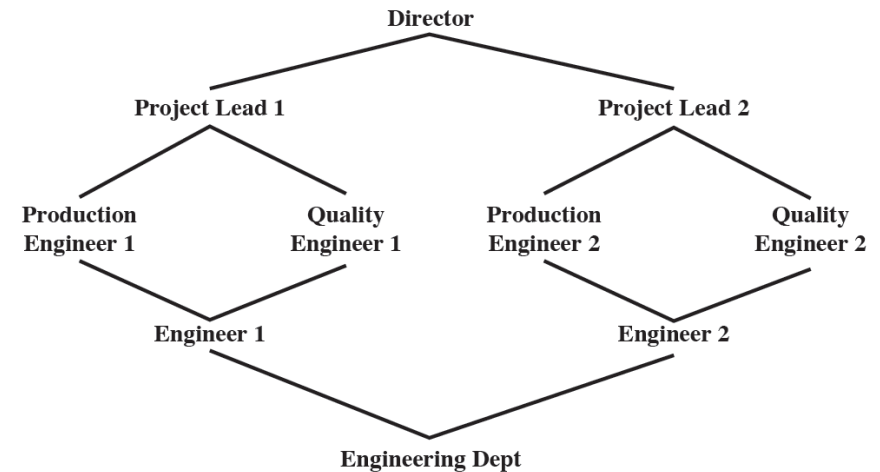 Director
Project Lead 1
Project Lead 2
Production
Engineer 1
Quality
Engineer 1
Production
Engineer 2
Quality
Engineer 2
Engineer 1
Engineer 2
Engineering Dept